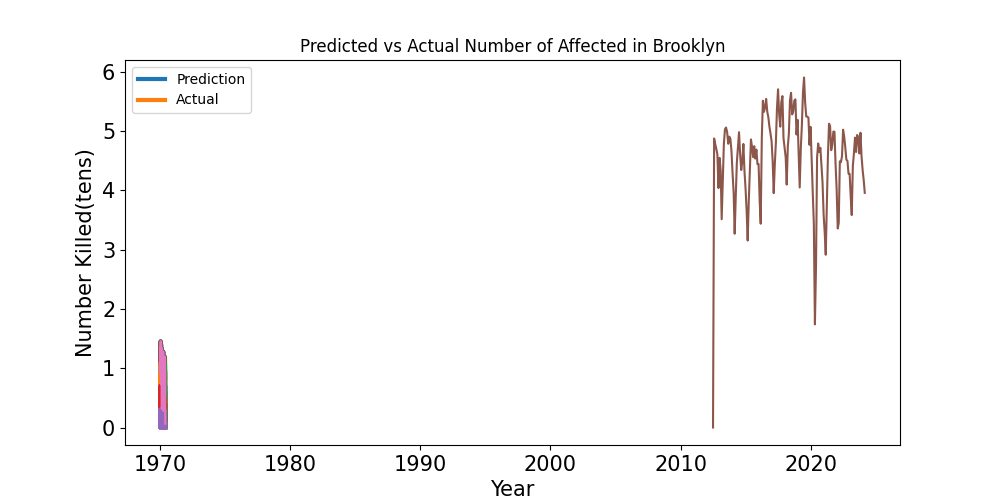 Predicted vs Actual Number of Affected in Brooklyn
Prediction
Actual
6
5
4
3
2
1
0
Number Killed(tens)
1970 1980 1990 2000 2010 2020
Year